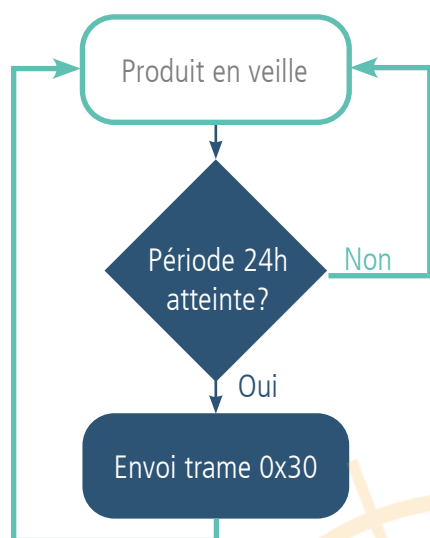 Produit en veille
Période 24h
atteinte?
Non
Oui
Envoi trame 0x30